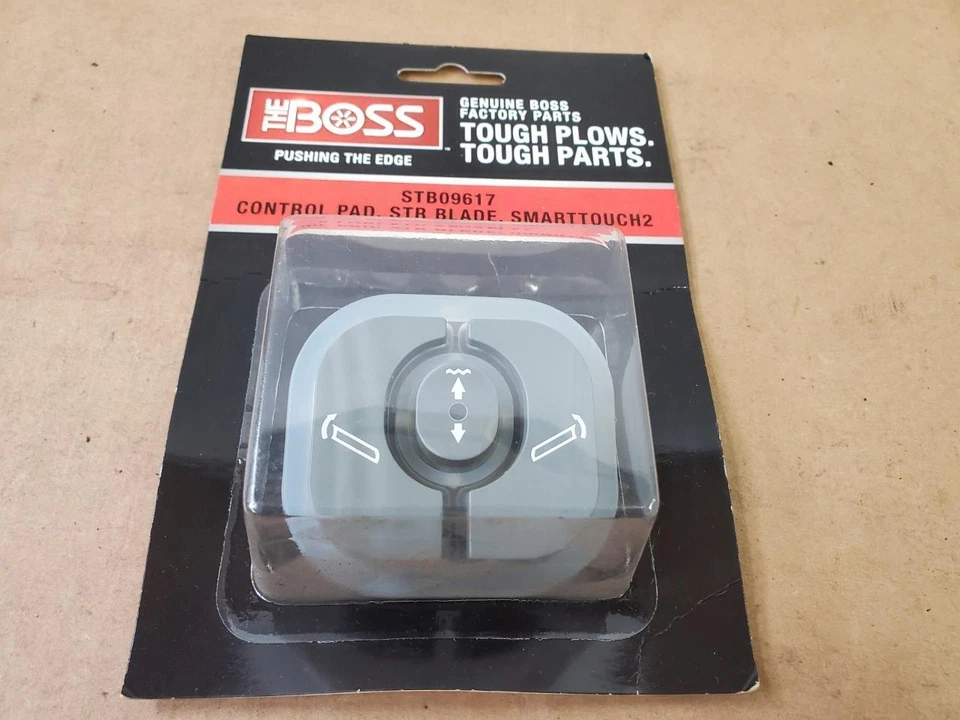 THE BOSS
PUSHING THE EDGE
GENUINE BOSS
FACTORY PARTS
TOUGH PLOWS.
TOUGH PARTS.
STB09617
CONTROL PAD, STR BLADE, SMARTTOUCH2